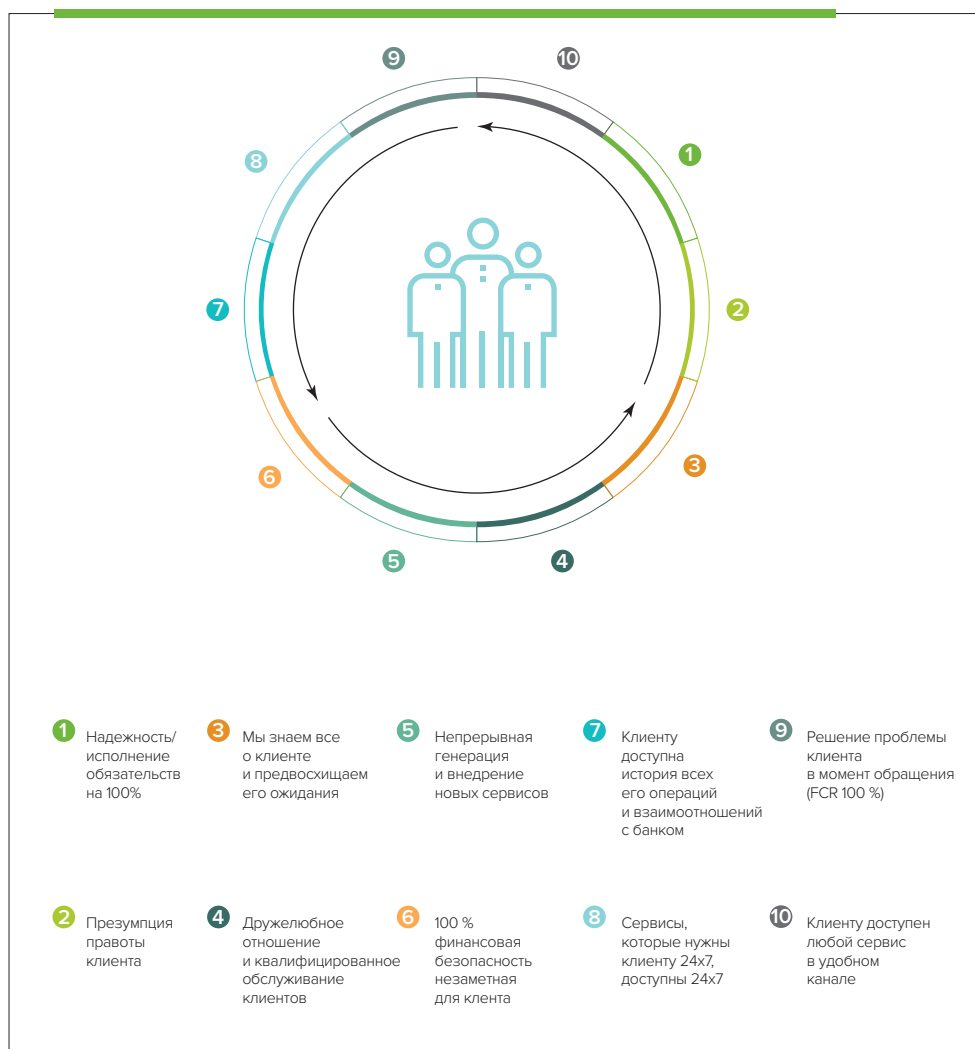 9
10
8
1
7
2
6
3
5
4
1 Надежность/
исполнение
обязательств
на 100%
3 Мы знаем все
о клиенте
и предвосхищаем
его ожидания
5 Непрерывная
генерация
и внедрение
новых сервисов
7 Клиенту
доступна
история всех
его операций
и взаимоотношений
с банком
9 Решение проблемы
клиента
в момент обращения
(FCR 100 %)
2 Презумпция
правоты
клиента
4 Дружелюбное
отношение
и квалифицированное
обслуживание
клиентов
6 100 %
финансовая
безопасность
незаметная
для клента
8 Сервисы,
которые нужны
клиенту 24x7,
доступны 24x7
10 Клиенту доступен
любой сервис
в удобном
канале